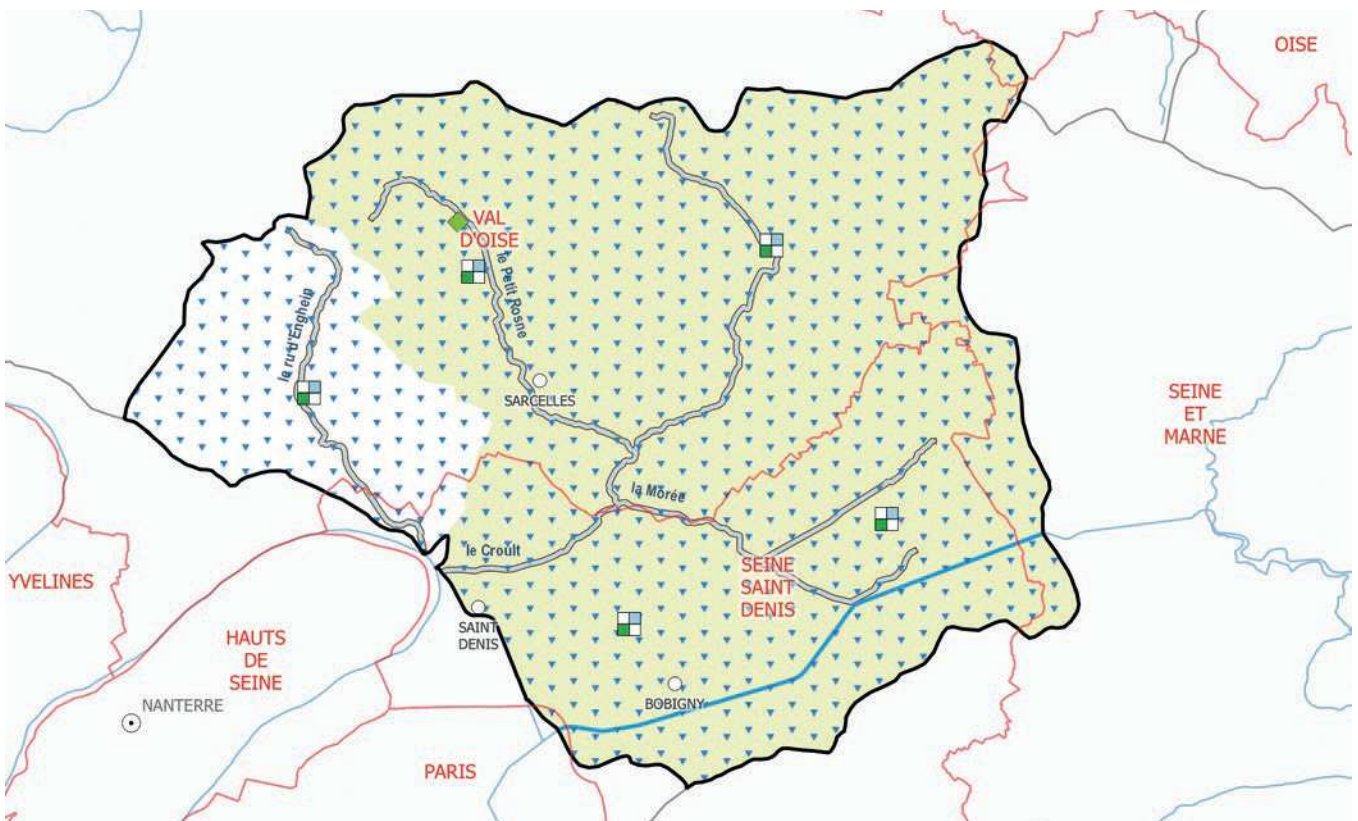 OISE
VAL
D'OISE
le Petit Rosne
le ru d'Enghein
SARCELLES
SEINE
ET
MARNE
la Morée
le Croult
YVELINES
SEINE
SAINT
DENIS
SAINT
DENIS
HAUTS
DE
SEINE
NANTERRE
BOBIGNY
PARIS